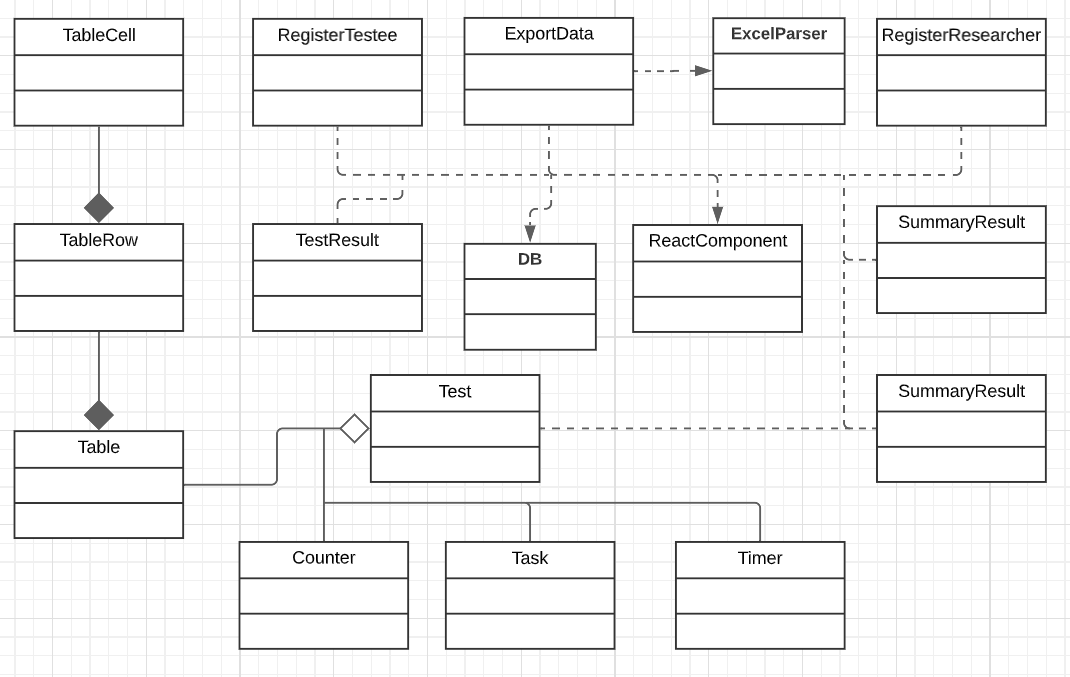 TableCell
RegisterTestee
ExportData
ExcelParser
RegisterResearcher
TableRow
TestResult
DB
ReactComponent
SummaryResult
Table
Test
SummaryResult
Counter
Task
Timer